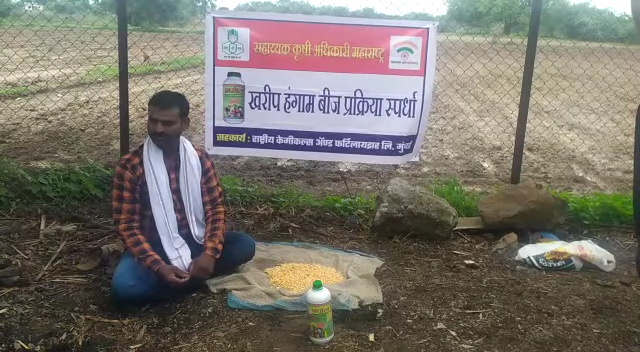 सहाय्यक कृषी अधिकारी महाराष्ट्र
खरीप हंगाम बीज प्रक्रिया स्पर्धा
सहकार्य : राष्ट्रीय केमीकल्स ॲण्ड फर्टिलायझर लि. मुंबई